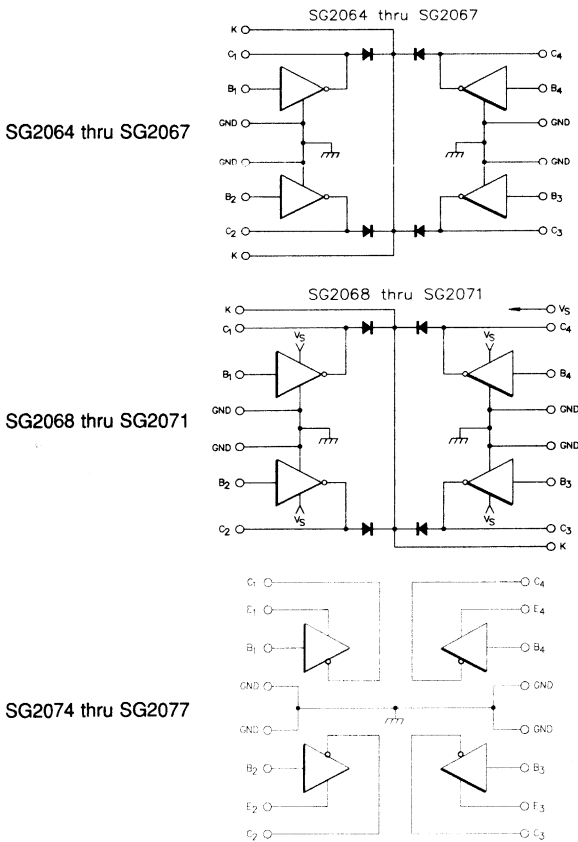 SG2064 thru SG2067
SG2064 thru SG2067
K
C1 C4
B1 B4
GND GND
GND GND
B2 B3
C2 C3
K
SG2068 thru SG2071
SG2068 thru SG2071
K VS
C1 C4
VS VS
B1 B4
GND GND
GND GND
B2 B3
VS VS
C2 C3
K
SG2074 thru SG2077
C1 C4
E1 E4
B1 B4
GND GND
GND GND
B2 B3
E2 E3
C2 C3